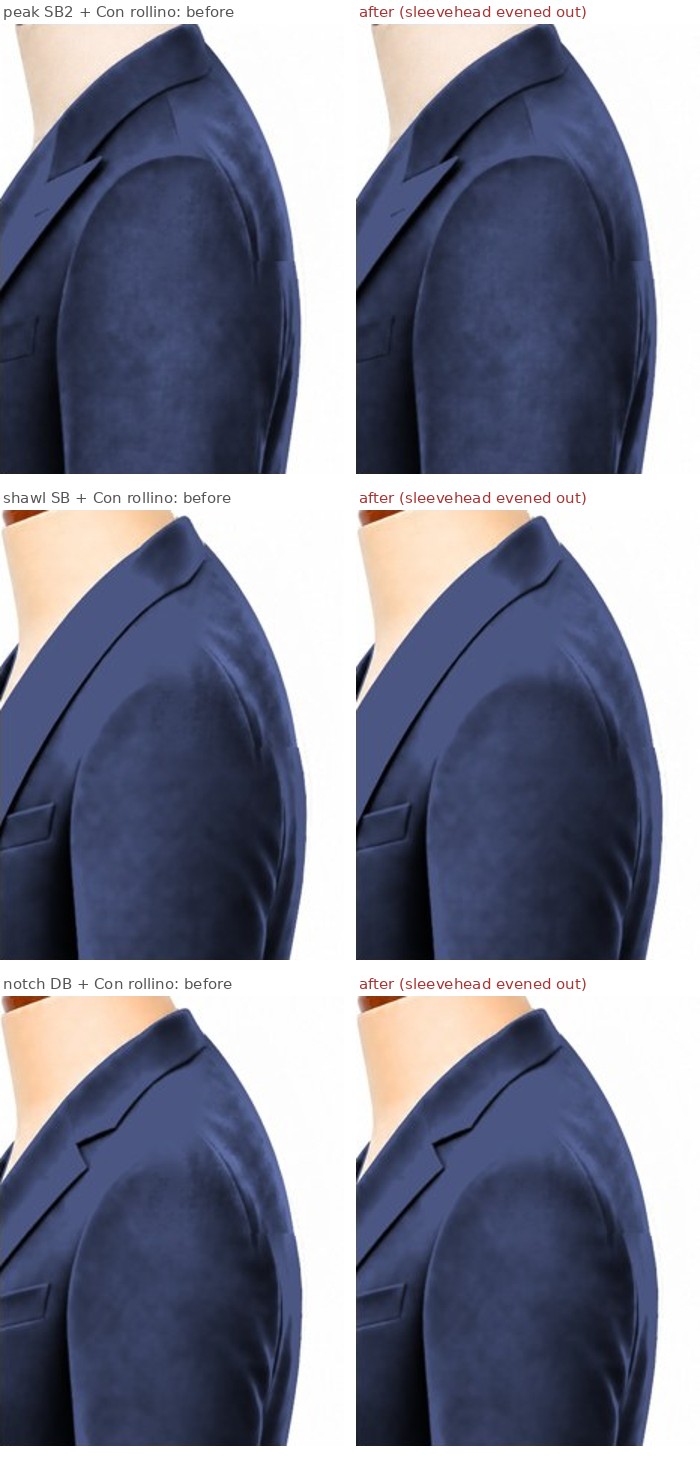 peak SB2 + Con rollino: before
after (sleevehead evened out)
shawl SB + Con rollino: before
after (sleevehead evened out)
notch DB + Con rollino: before
after (sleevehead evened out)